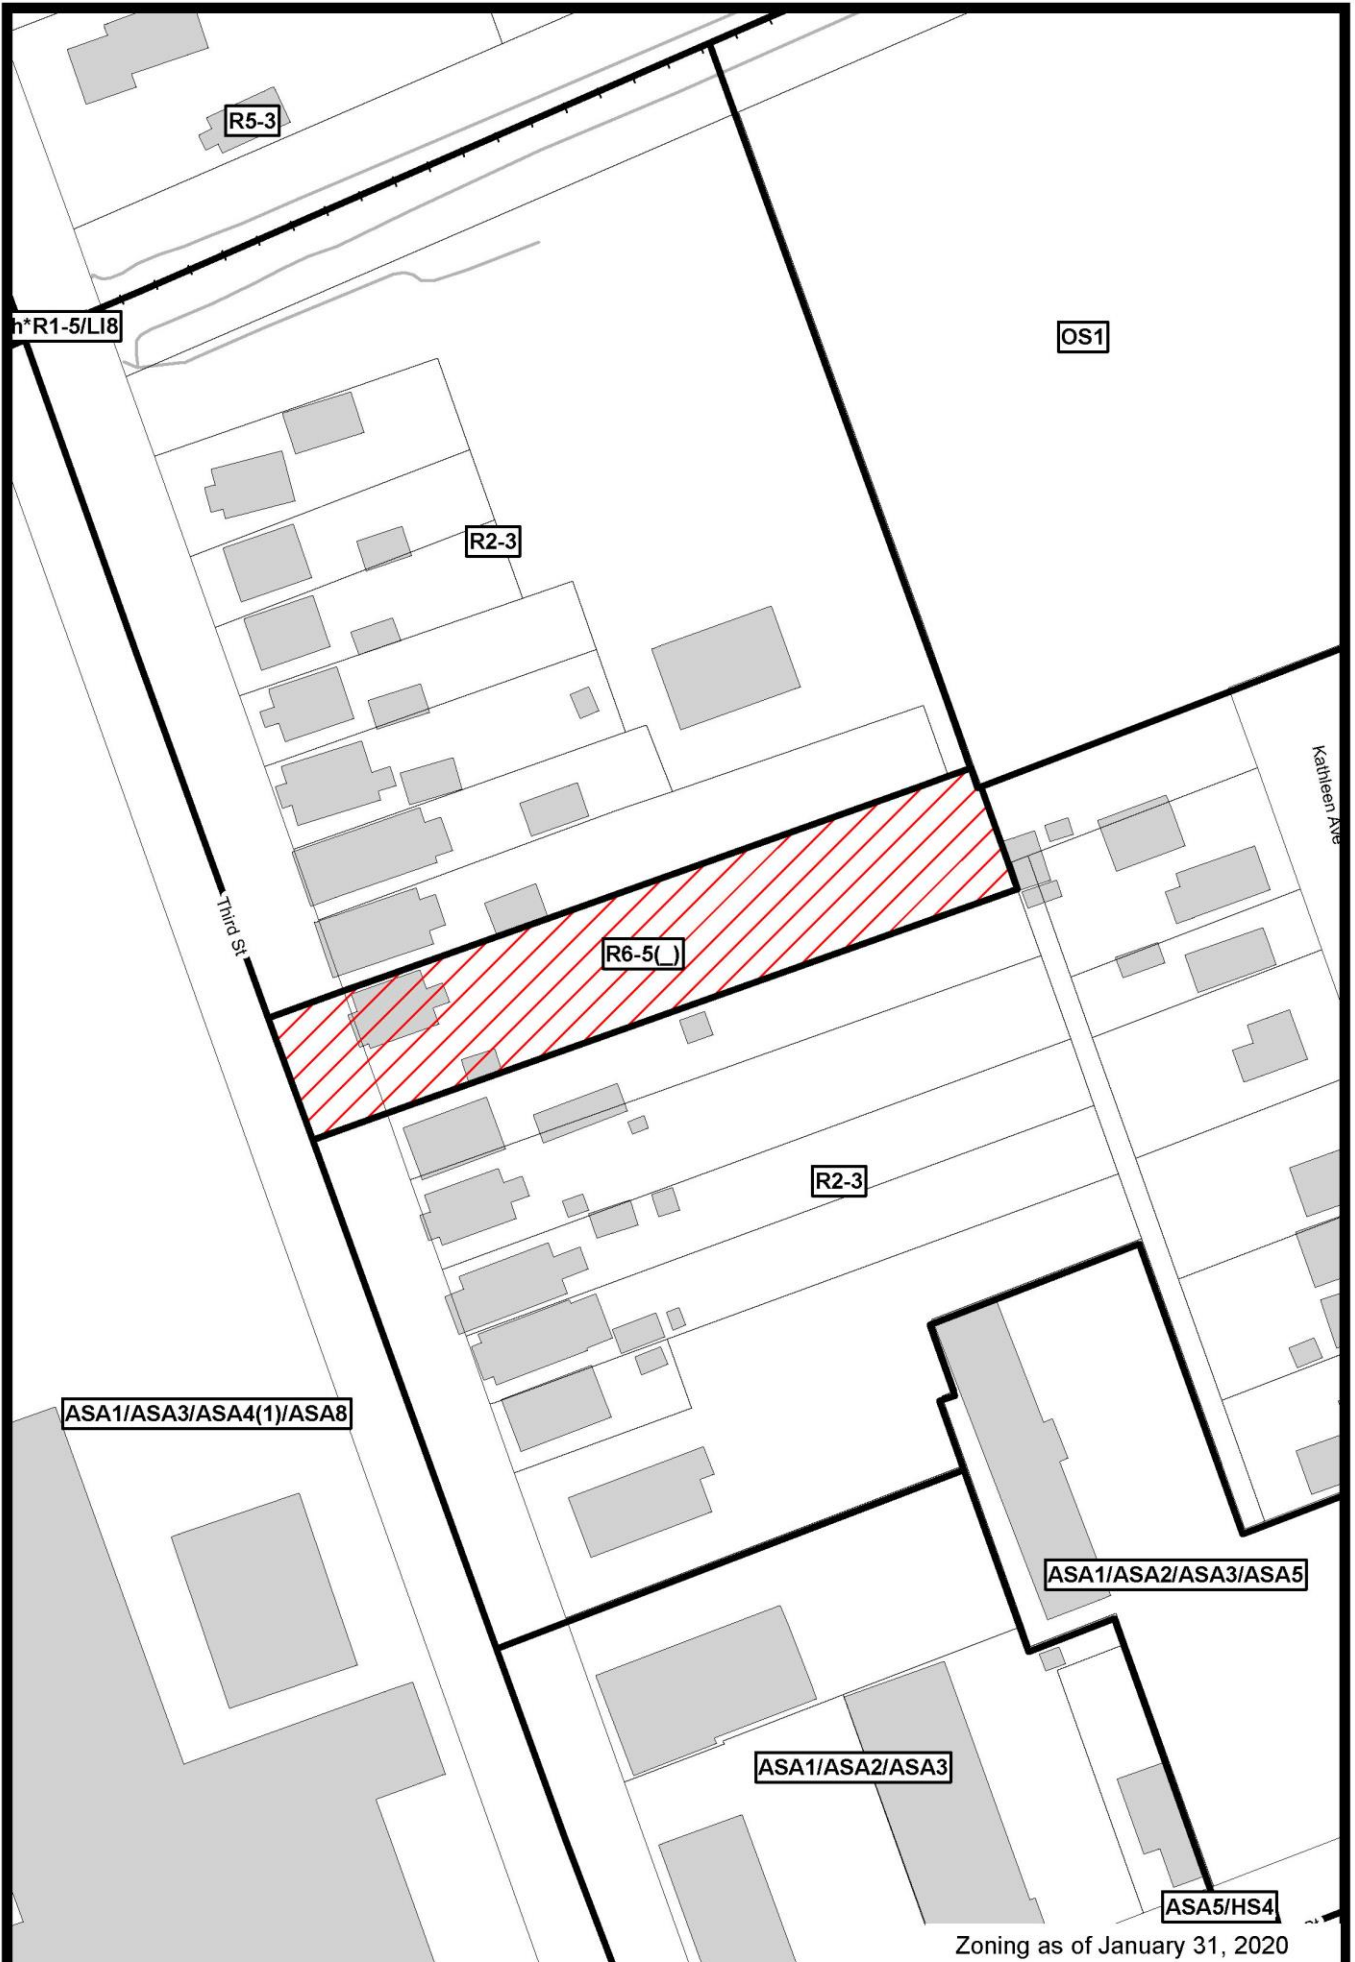 R5-3
h*R1-5/LI8
OS1
R2-3
Kathleen Ave
Third St
R6-5(_)
R2-3
ASA1/ASA3/ASA4(1)/ASA8
ASA1/ASA2/ASA3/ASA5
ASA1/ASA2/ASA3
ASA5/HS4
Zoning as of January 31, 2020